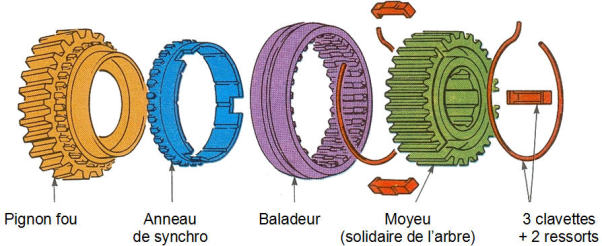 Pignon fou
Anneau
de synchro
Baladeur
Moyeu
(solidaire de l'arbre)
3 clavettes
+ 2 ressorts